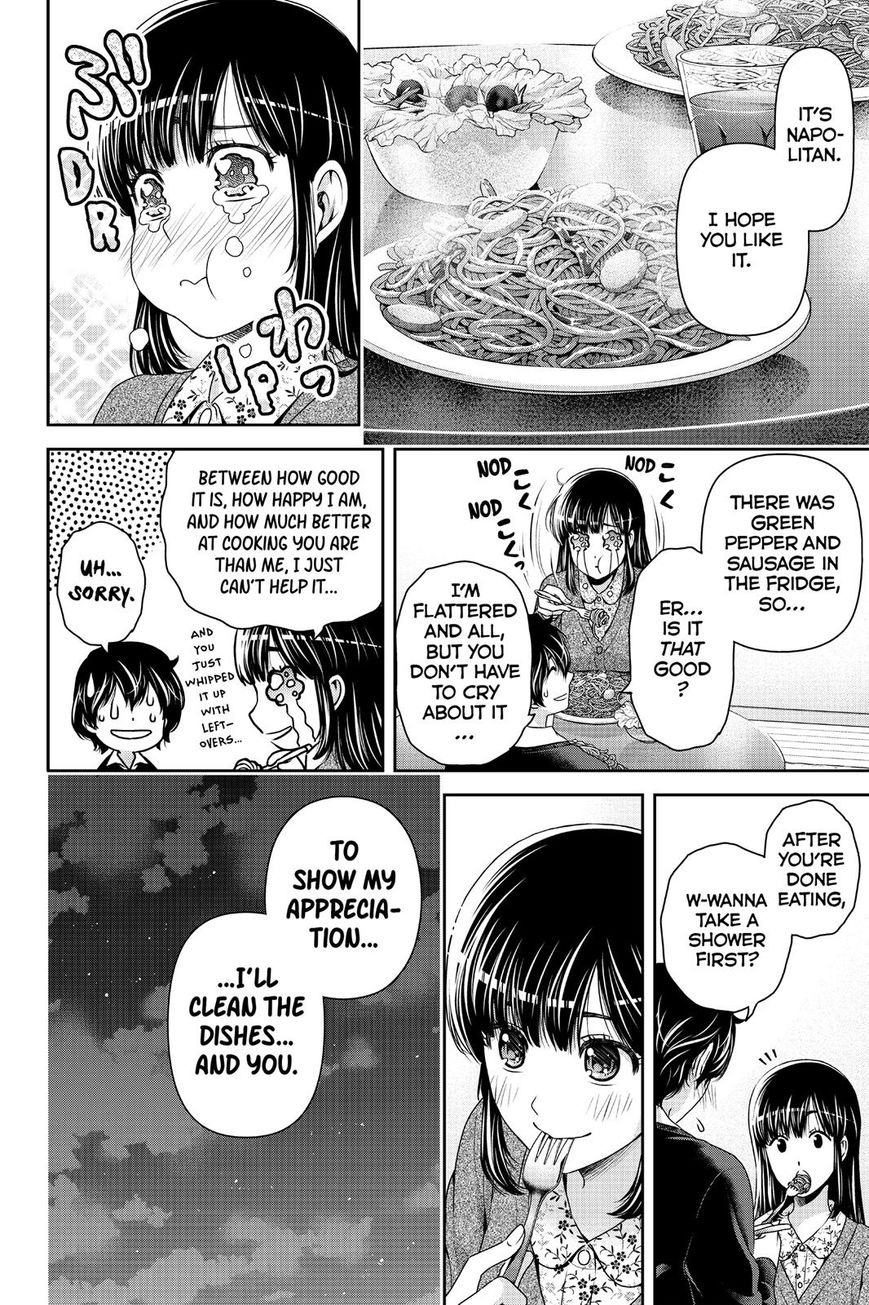 IT'S
NAPO-
LITAN.
I HOPE
YOU LIKE
IT.
ぶ!!
DR
わっ
IP
THERE WAS
GREEN
PEPPER AND
SAUSAGE IN
THE FRIDGE,
SO...
ER...
IS IT
THAT
GOOD
?
NOD
こく
NOD
こく
NOD
こくっ
I'M
FLATTERED
AND ALL,
BUT YOU
DON'T HAVE
TO CRY
ABOUT IT
...
BETWEEN HOW GOOD
IT IS, HOW HAPPY I AM,
AND HOW MUCH BETTER
AT COOKING YOU ARE
THAN ME, I JUST
CAN'T HELP IT...
AND
YOU
JUST
WHIPPED
IT UP
WITH
LEFT-
OVERS...
UH...
SORRY.
AFTER
YOU'RE
DONE
EATING,
W-WANNA
TAKE A
SHOWER
FIRST?
TO
SHOW MY
APPRECIA-
TION...
...I'LL
CLEAN THE
DISHES...
AND YOU.